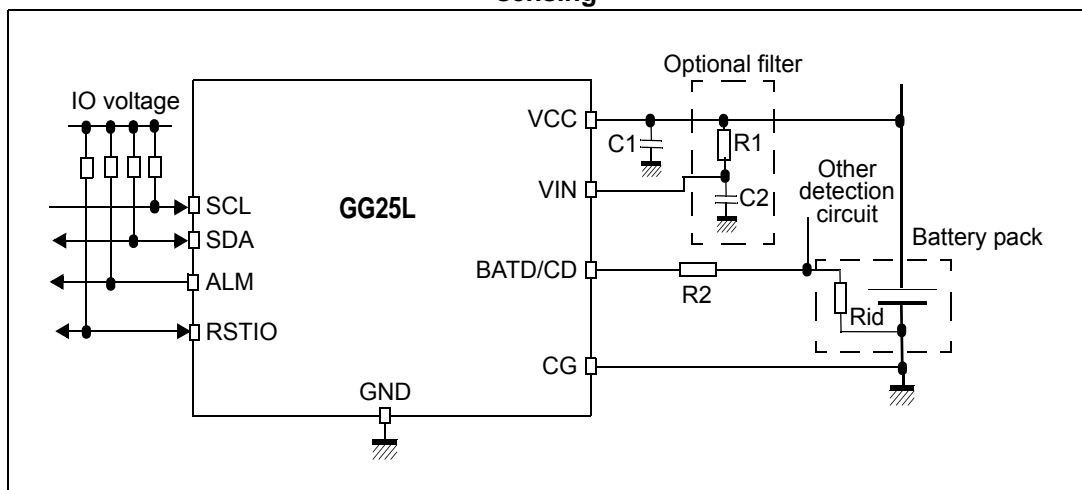 Optional filter
IO voltage
VCC
C1
R1
Other
detection
circuit
VIN
C2
SCL
GG25L
SDA
Battery pack
BATD/CD
ALM
R2
Rid
RSTIO
CG
GND